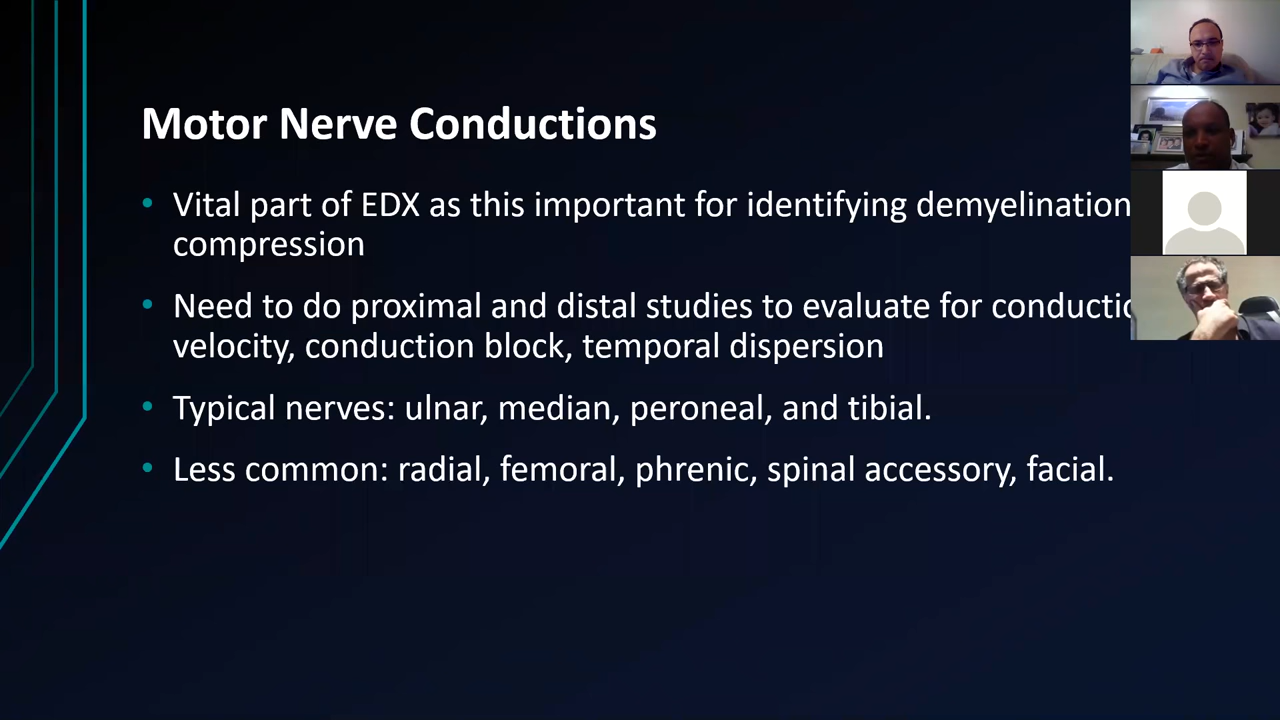 Motor Nerve Conductions
• Vital part of EDX as this important for identifying demyelination
compression
• Need to do proximal and distal studies to evaluate for
velocity, conduction block, temporal dispersion
• Typical nerves: ulnar, median, peroneal, and tibial.
• Less common: radial, femoral, phrenic, spinal accessory, facial.